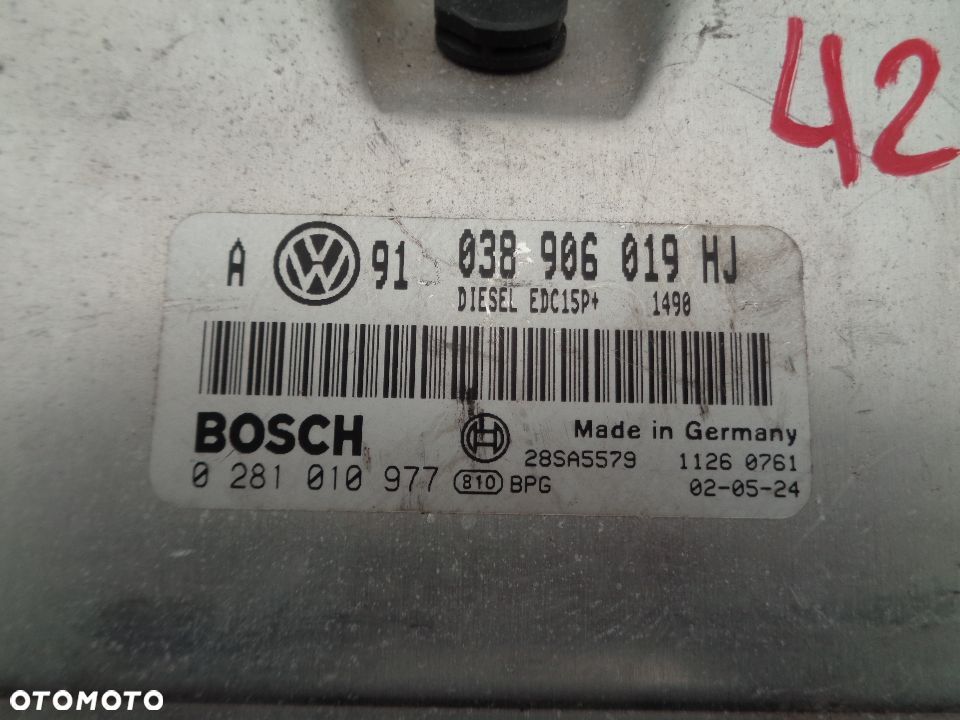 42
A VW 91 038 906 019 HJ
DIESEL EDC15P+ 1490
BOSCH Made in Germany
28SA5579 1126 0761
0 281 010 977 810 BPG 02-05-24
OTOMOTO